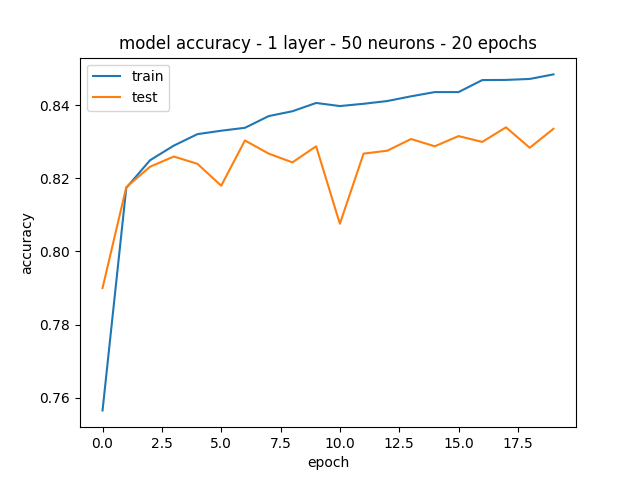 model accuracy - 1 layer - 50 neurons - 20 epochs
train
test
accuracy
0.84
0.82
0.80
0.78
0.76
0.0 2.5 5.0 7.5 10.0 12.5 15.0 17.5
epoch